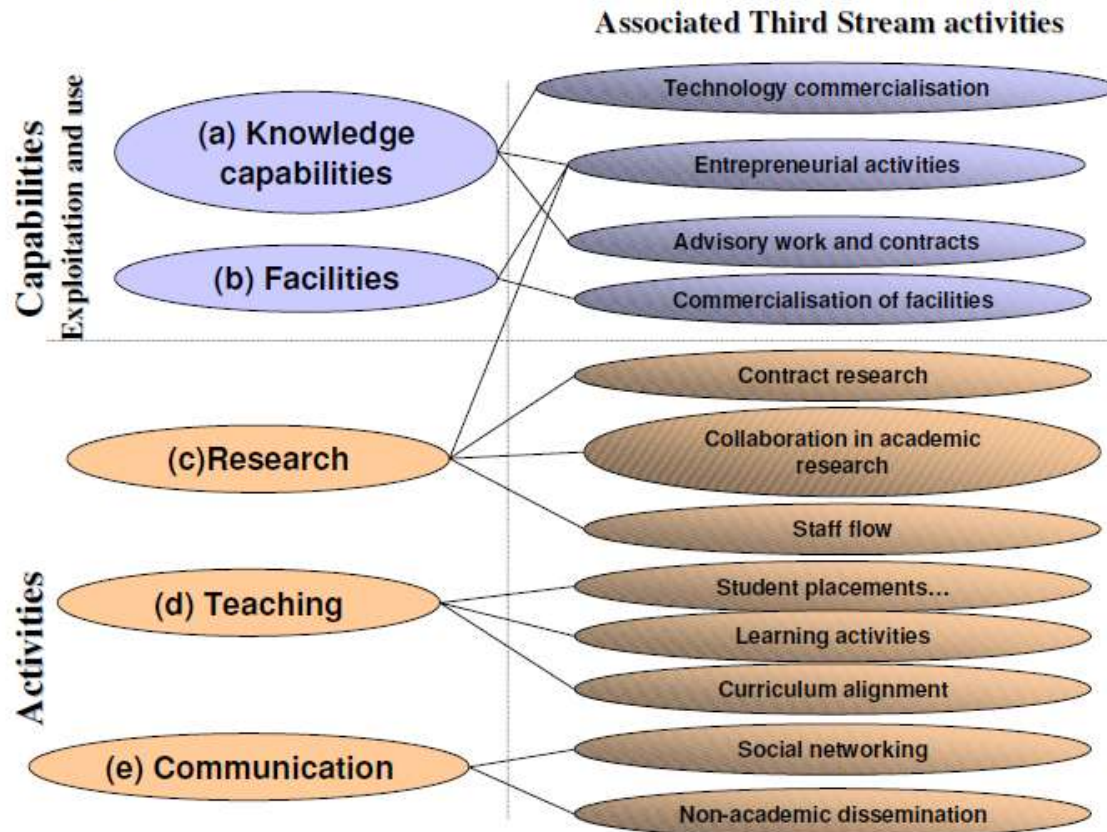 Associated Third Stream activities
Capabilities
Exploitation and use
(a) Knowledge
capabilities
(b) Facilities
Technology commercialisation
Entrepreneurial activities
Advisory work and contracts
Commercialisation of facilities
Activities
(c)Research
(d) Teaching
(e) Communication
Contract research
Collaboration in academic
research
Staff flow
Student placements...
Learning activities
Curriculum alignment
Social networking
Non-academic dissemination